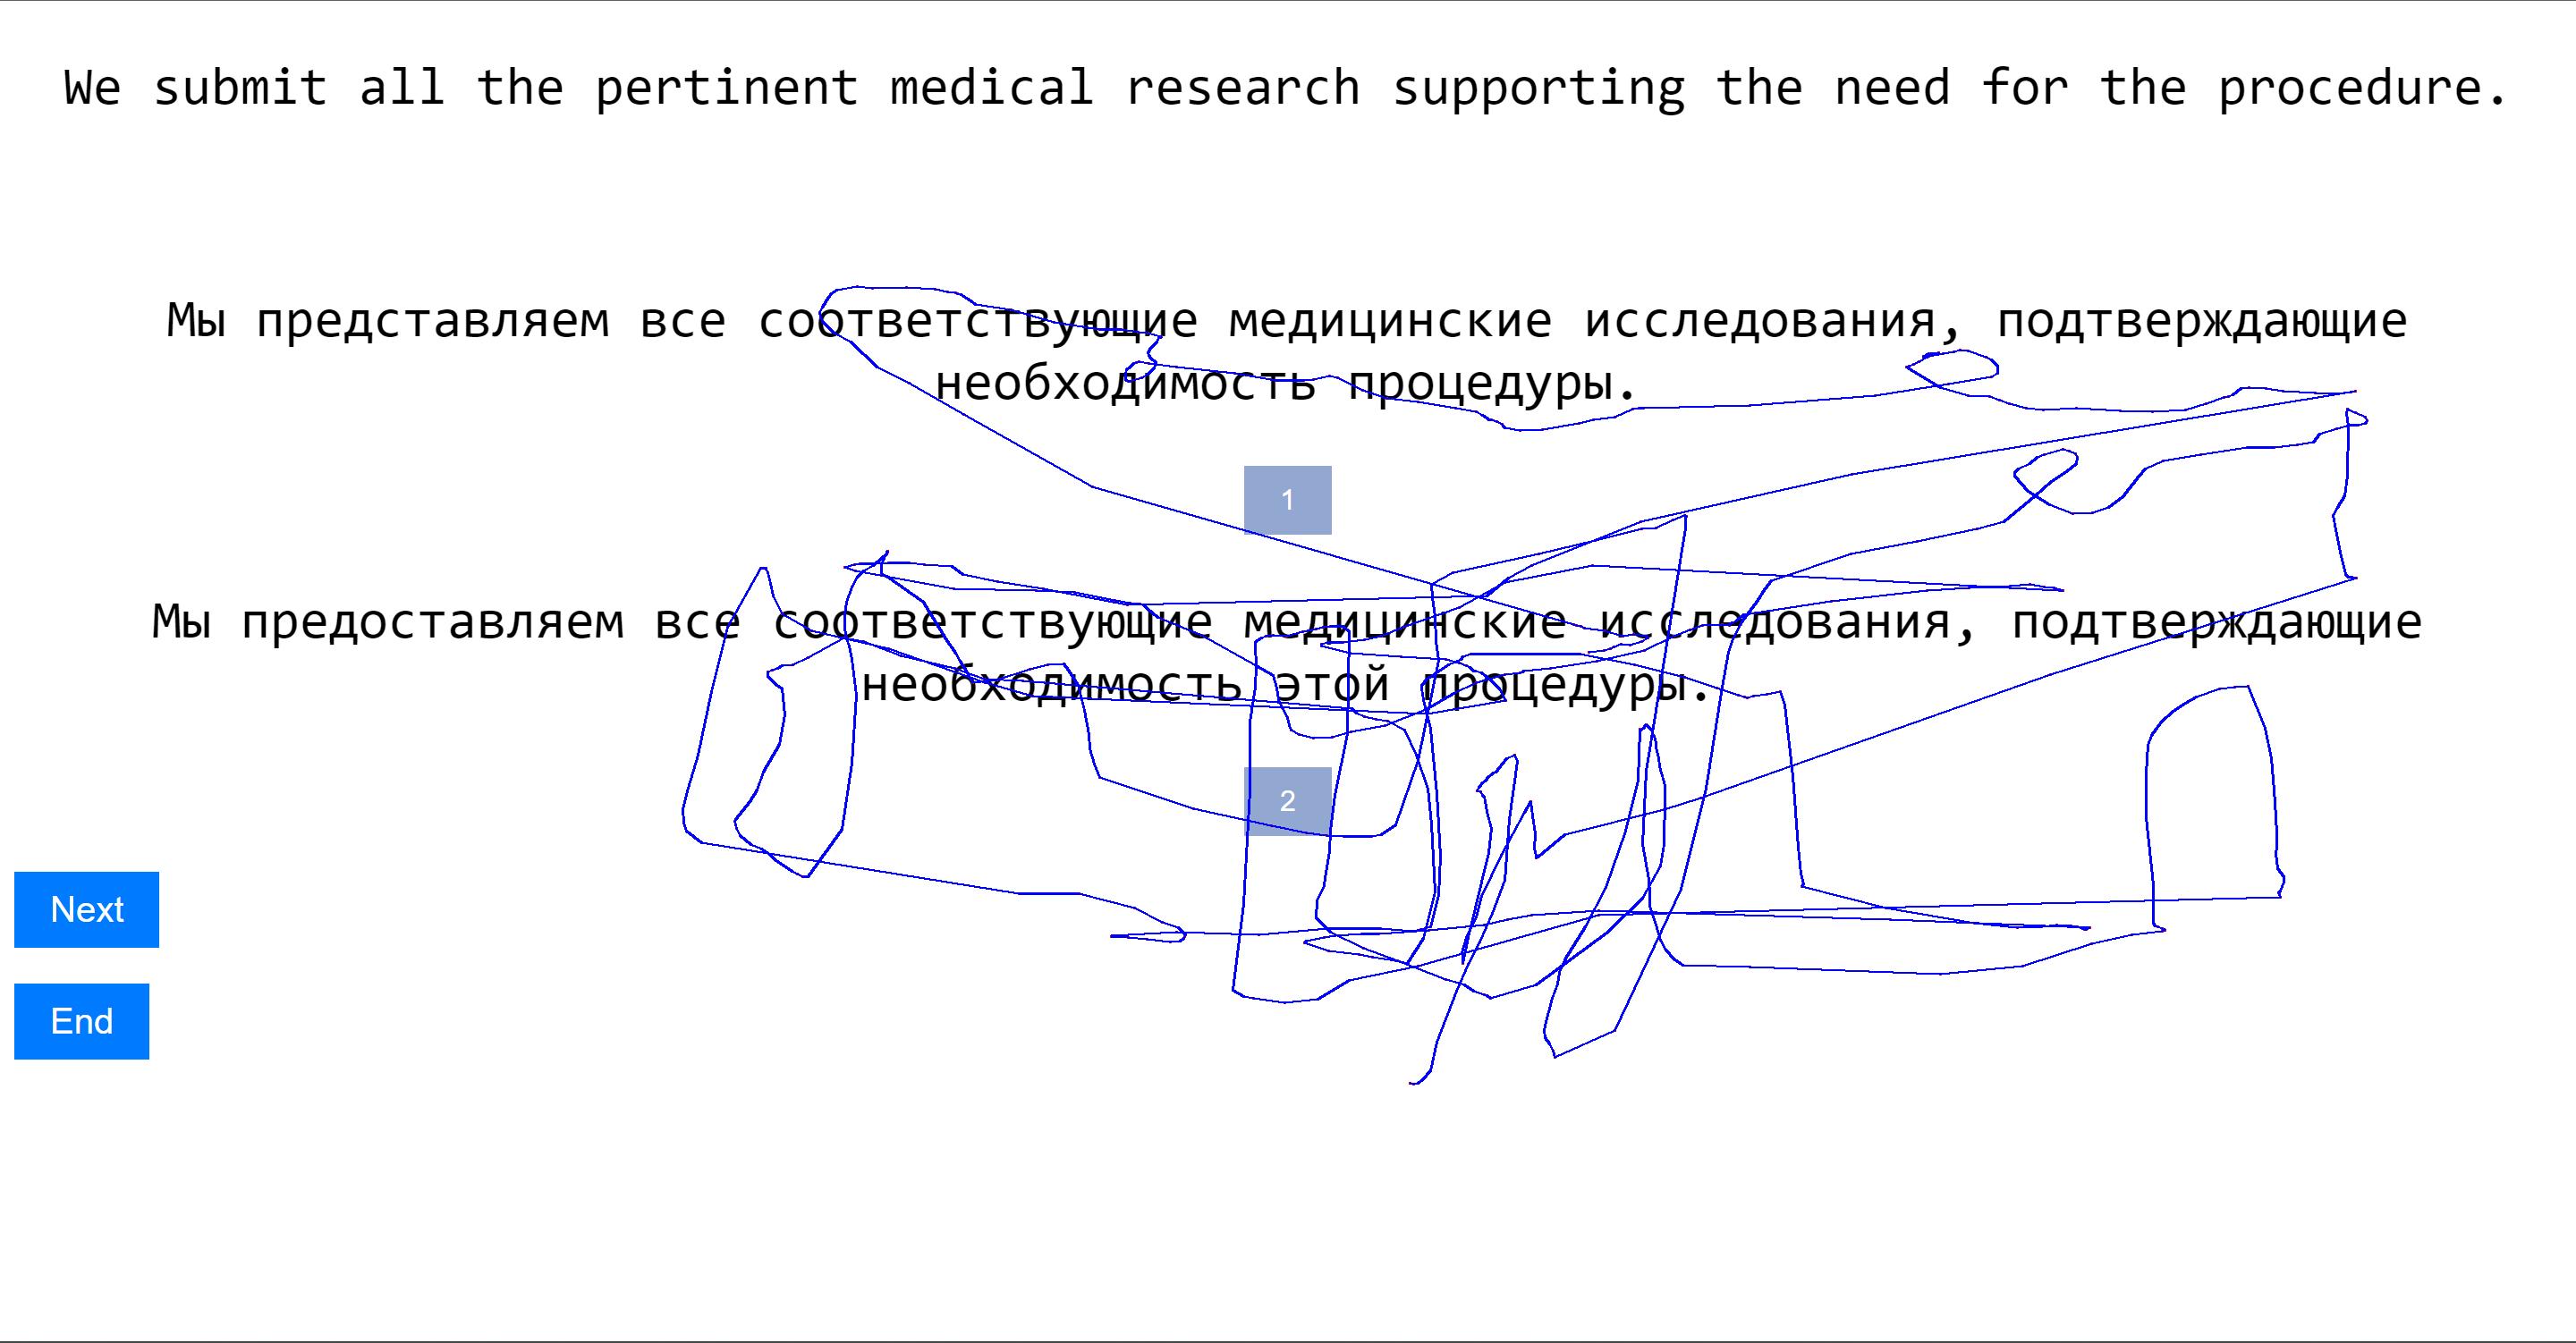 We submit all the pertinent medical research supporting the need for the procedure.
Мы представляем все соответствующие медицинские исследования, подтверждающие
необходимость процедуры.
1
Мы предоставляем все соответствующие медицинские исследования, подтверждающие
необходимость этой процедуры.
2
Next
End